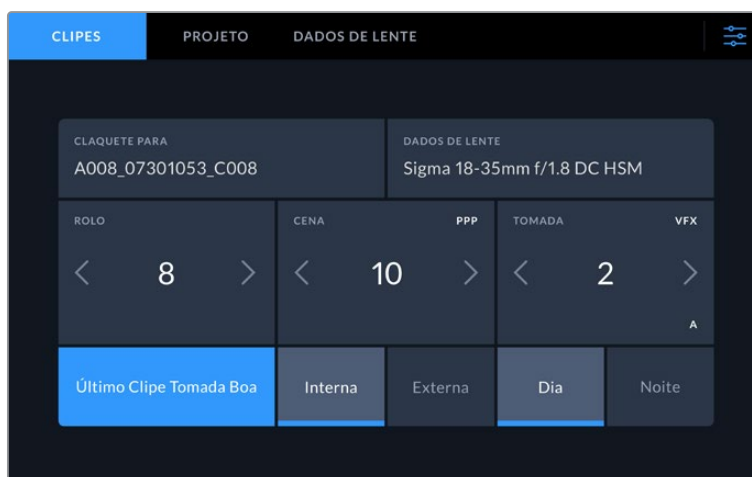 CLIPES PROJETO DADOS DE LENTE
CLAQUETE PARA
A008_07301053_C008
DADOS DE LENTE
Sigma 18-35mm f/1.8 DC HSM
ROLO
8
CENA PPP
10
TOMADA VFX
2
A
Último Clipe Tomada Boa
Interna
Externa
Dia
Noite